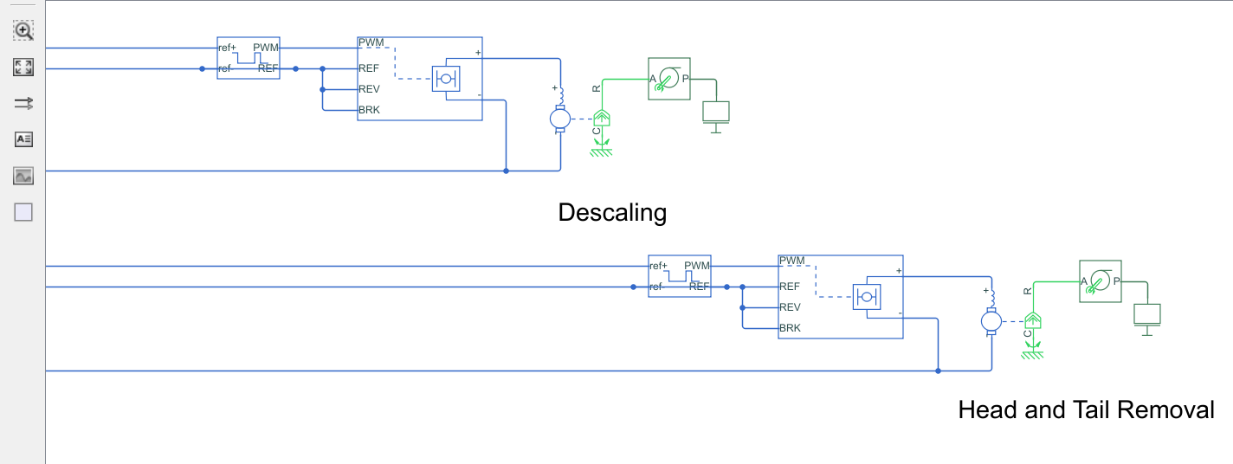 ref+ PWM
ref- REF
PWM
REF
REV
BRK
+
-
+
R
C
A P
Descaling
ref+ PWM
ref- REF
PWM
REF
REV
BRK
+
-
+
R
C
A P
Head and Tail Removal